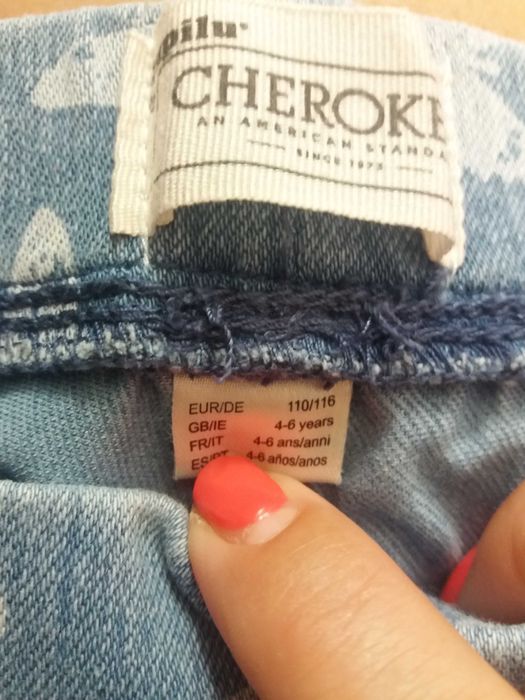 CHEROKE
AN AMERICAN STANDA
SINCE 1973
EUR/DE 110/116
GB/IE 4-6 years
FR/IT 4-6 ans/anni
ES/PT 4-6 años/anos